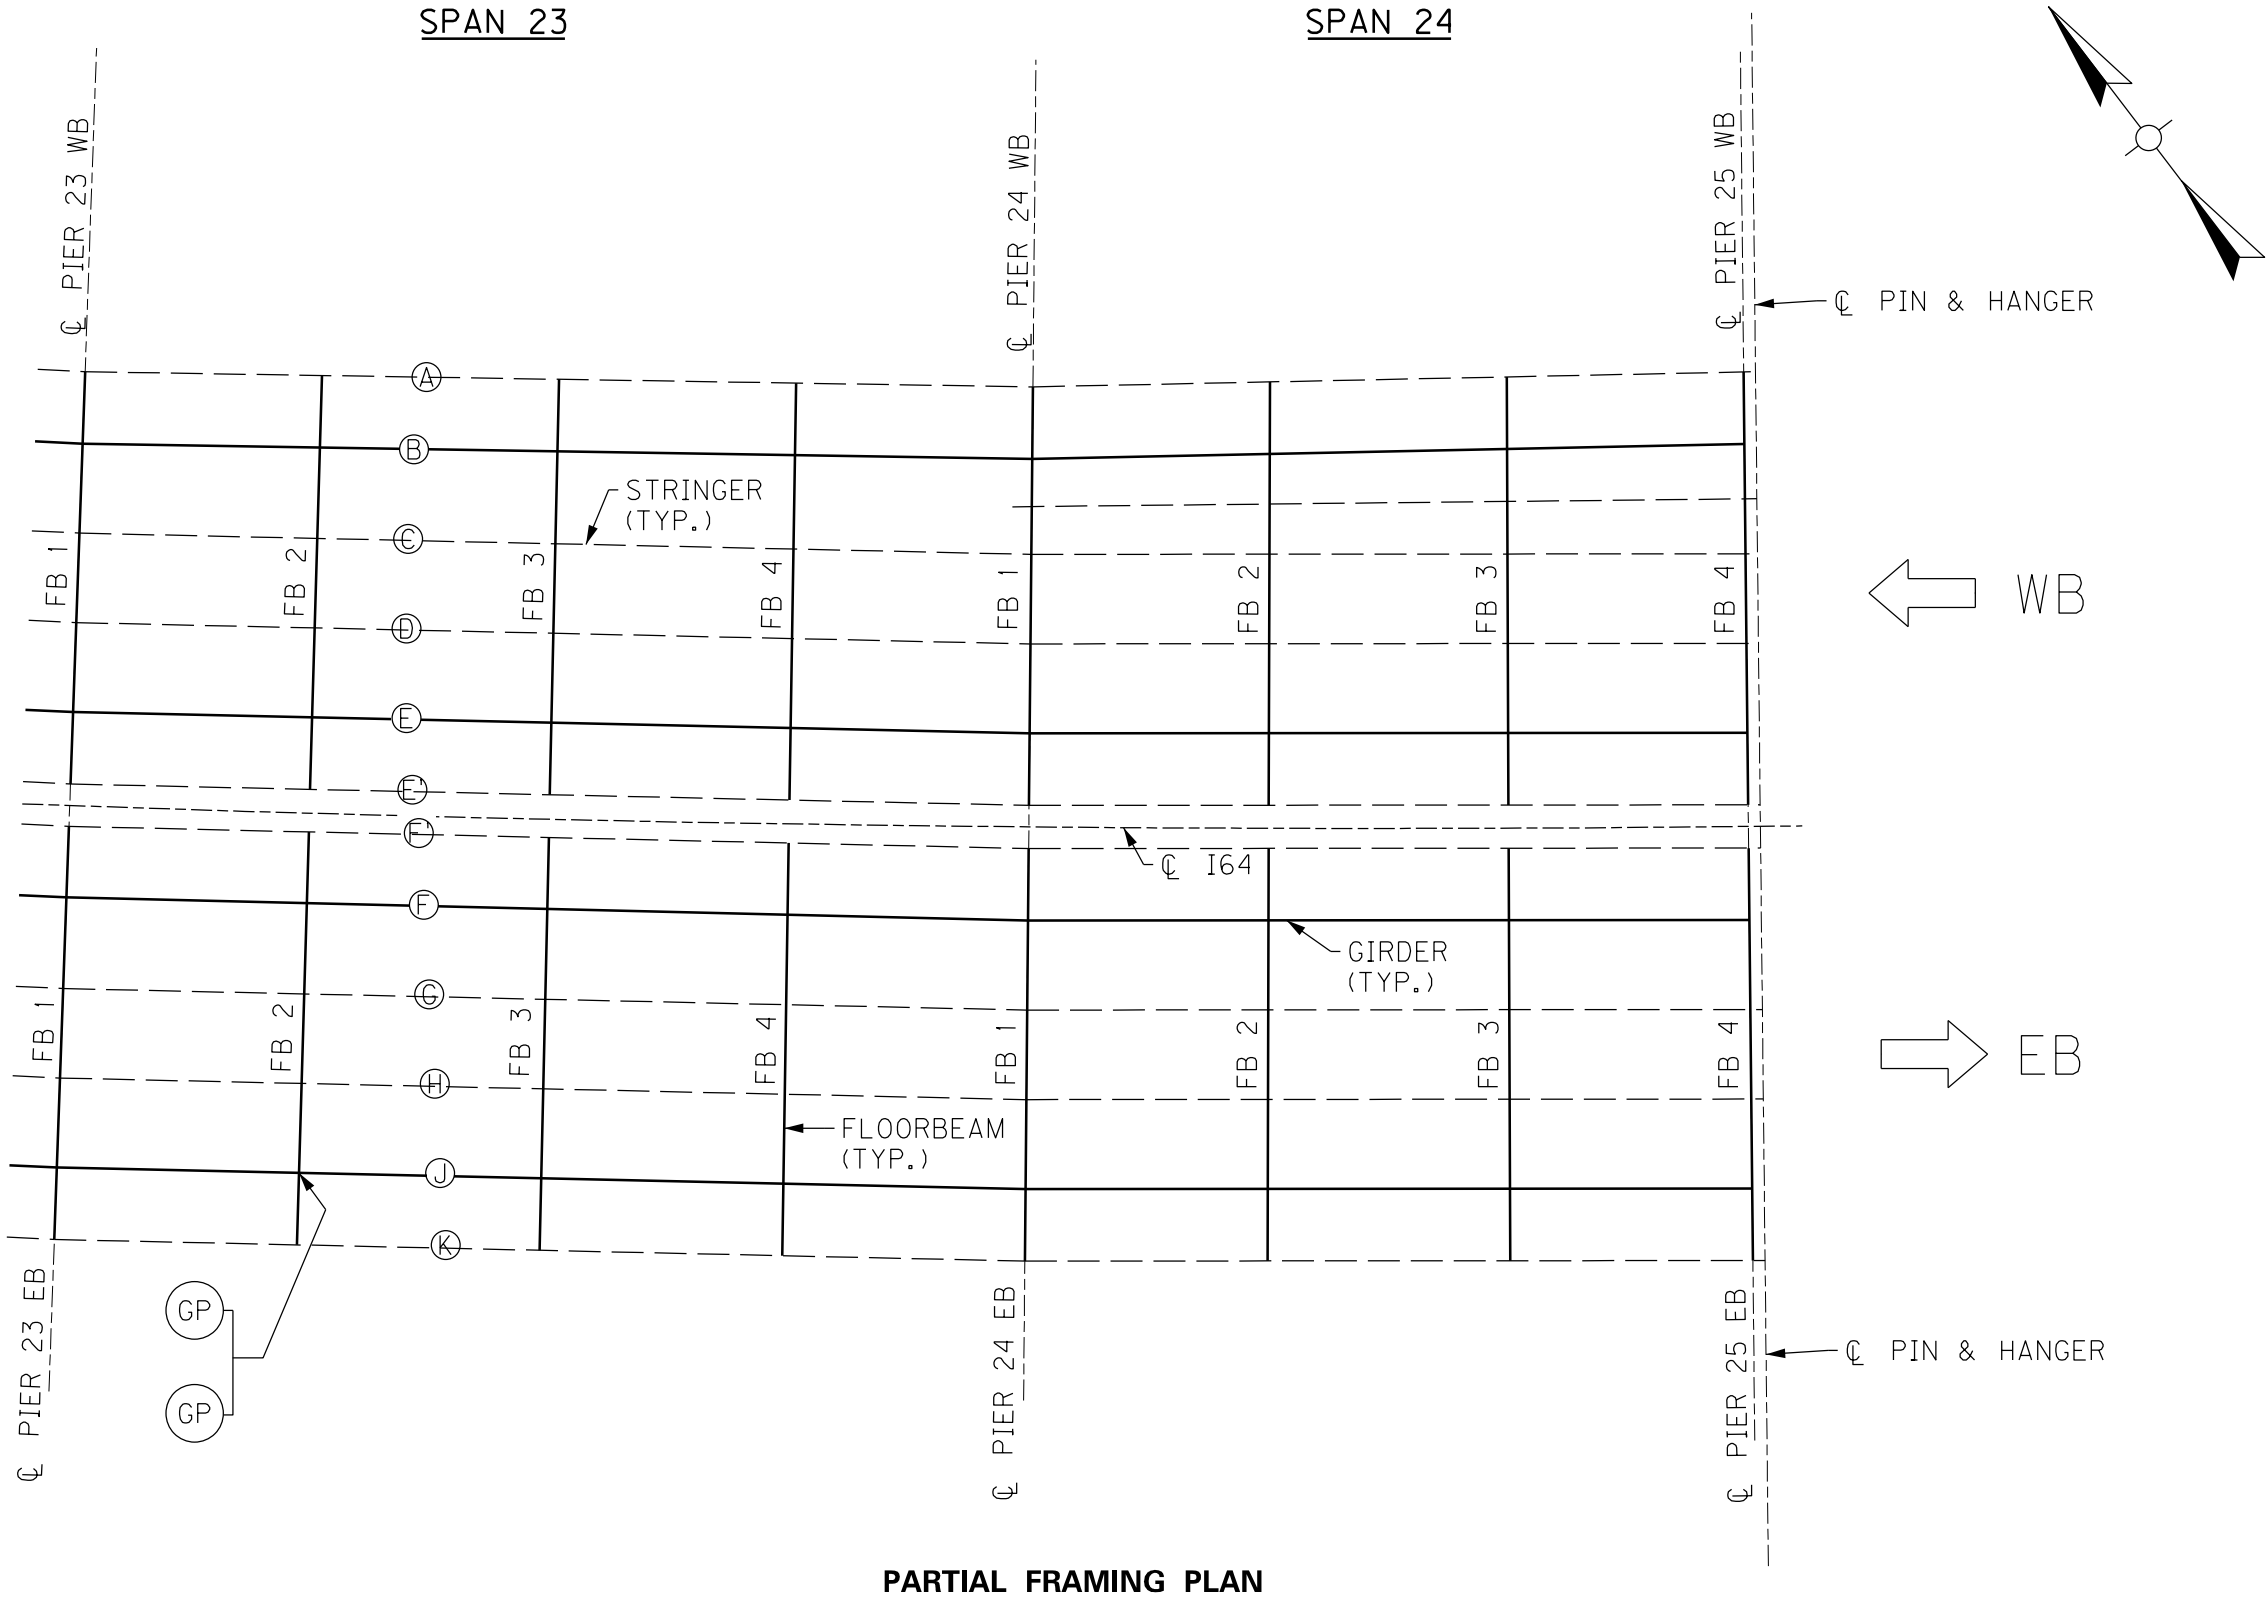 SPAN 23
SPAN 24
℄ PIER 23 WB
℄ PIER 24 WB
℄ PIER 25 WB
℄ PIN & HANGER
A
B
STRINGER
(TYP.)
C
FB 1
FB 2
FB 3
FB 4
FB 1
FB 2
FB 3
FB 4
WB
D
E
E'
F'
℄ I64
F
GIRDER
(TYP.)
G
FB 1
FB 2
FB 3
FB 4
FB 1
FB 2
FB 3
FB 4
EB
H
FLOORBEAM
(TYP.)
J
K
GP
GP
℄ PIER 23 EB
℄ PIER 24 EB
℄ PIER 25 EB
℄ PIN & HANGER
PARTIAL FRAMING PLAN